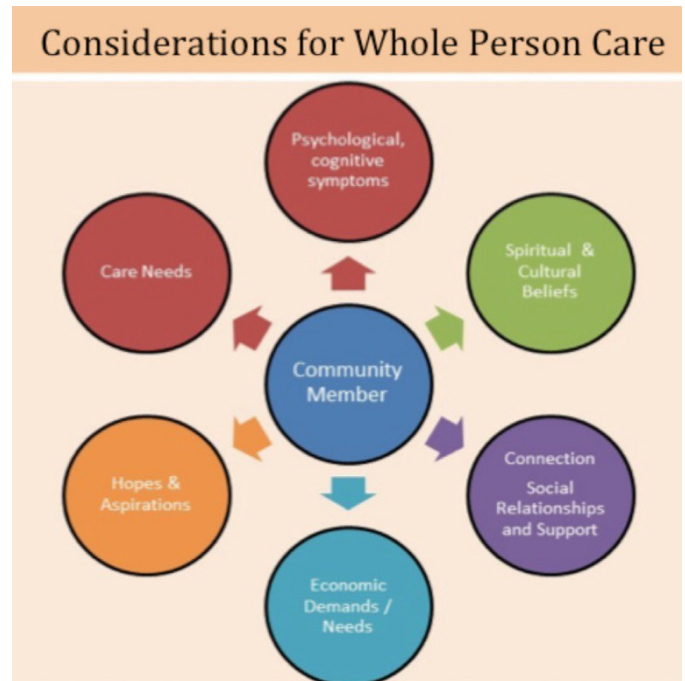 Considerations for Whole Person Care
Psychological,
cognitive
symptoms
Care Needs
Spiritual &
Cultural
Beliefs
Community
Member
Hopes &
Aspirations
Connection
Social
Relationships
and Support
Economic
Demands /
Needs